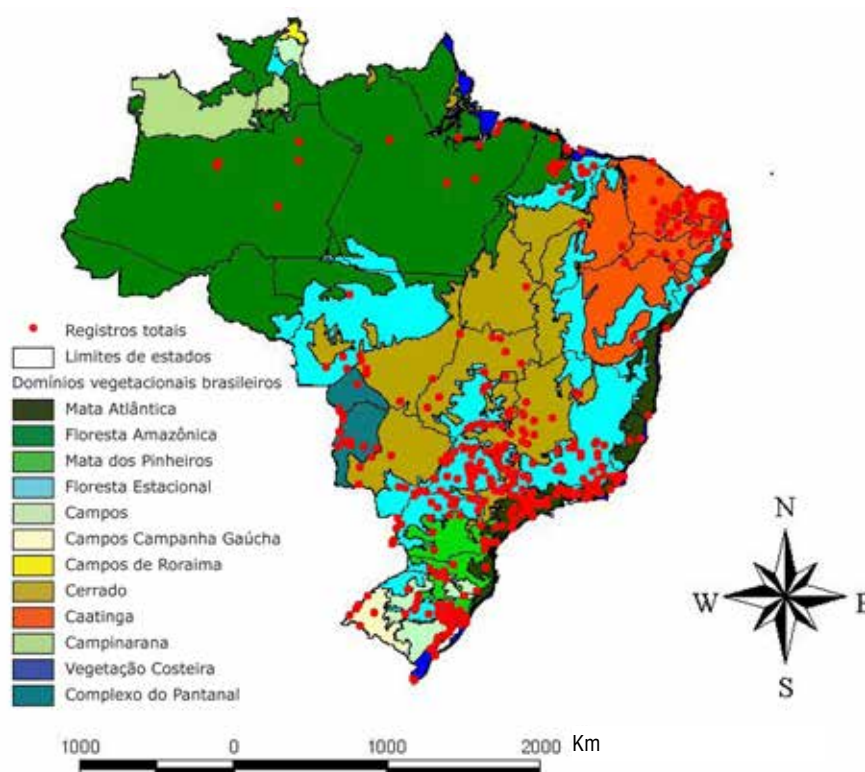 Registros totais
Limites de estados
Domínios vegetacionais brasileiros
Mata Atlântica
Floresta Amazônica
Mata dos Pinheiros
Floresta Estacional
Campos
Campos Campanha Gaúcha
Campos de Roraima
Cerrado
Caatinga
Campinarana
Vegetação Costeira
Complexo do Pantanal
N
W
E
S
1000 0 1000 2000 Km